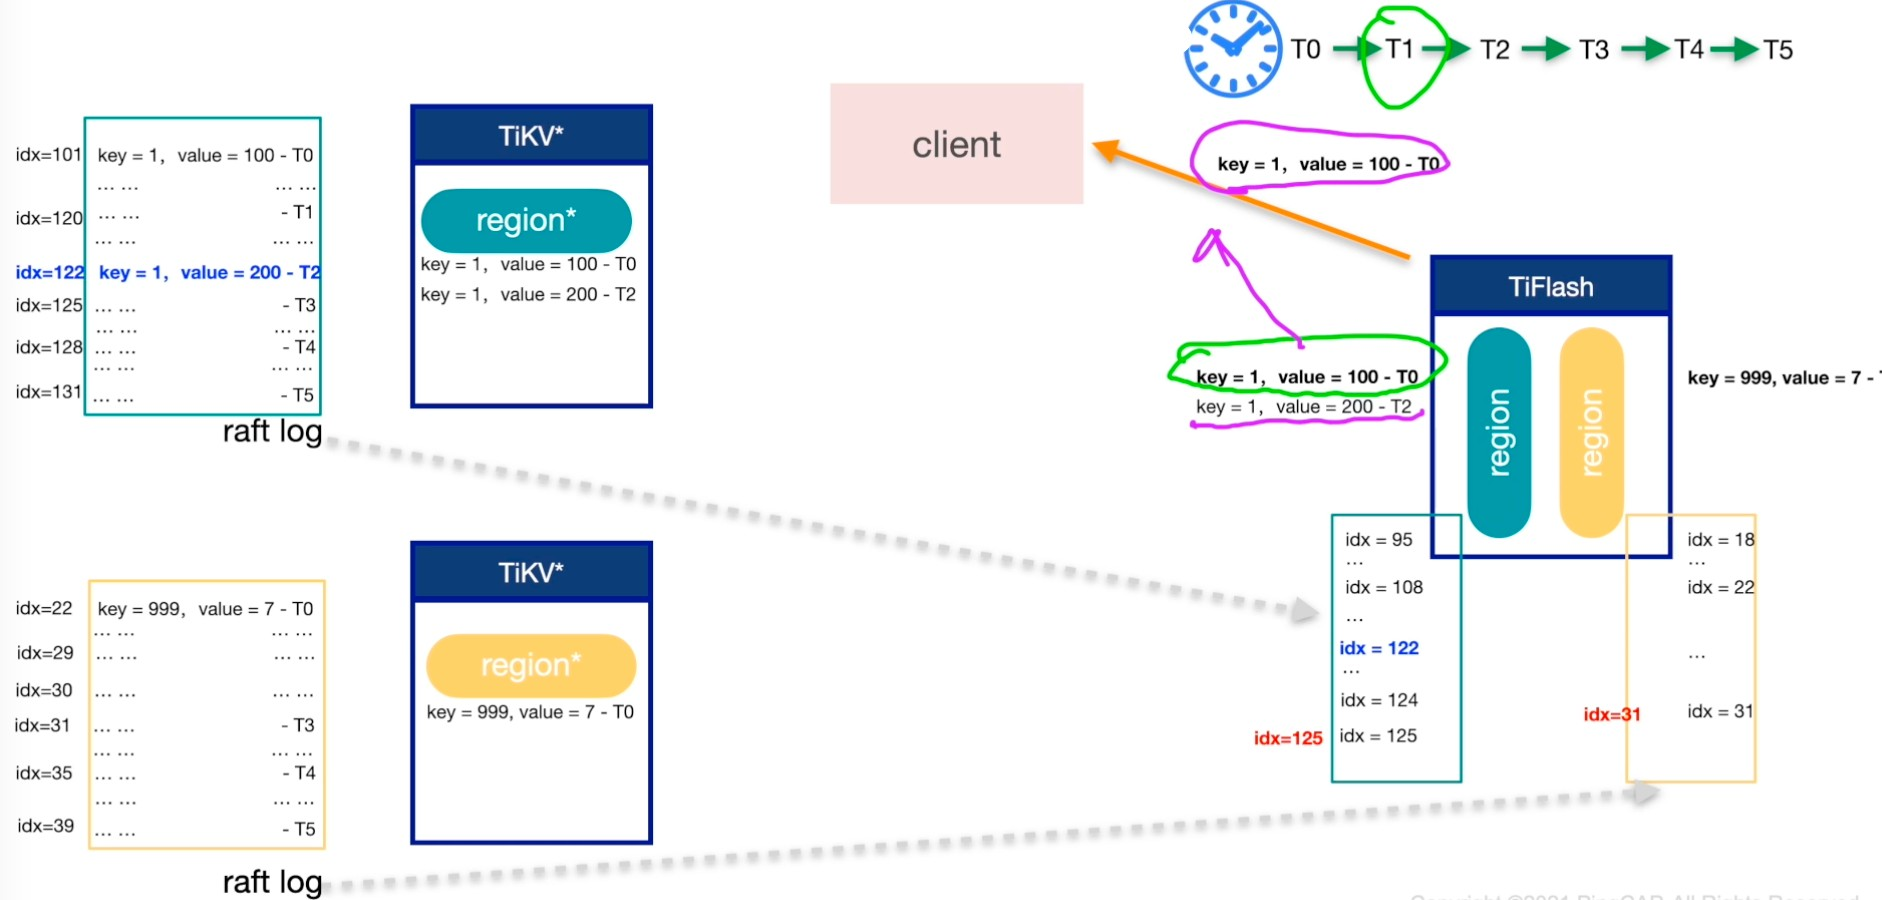 T0 T1 T2 T3 T4 T5
client
key = 1, value = 100 - T0
TiKV*
region*
key = 1, value = 100 - T0
key = 1, value = 200 - T2
idx=101 key = 1, value = 100 - T0
... ... ... ...
idx=120 ... ... - T1
... ... ... ...
idx=122 key = 1, value = 200 - T2
idx=125 ... ... - T3
... ... ... ...
idx=128 ... ... - T4
... ... ... ...
idx=131 ... ... - T5
raft log
TiFlash
region
region
key = 1, value = 100 - T0
key = 1, value = 200 - T2
key = 999, value = 7 -
idx = 95
...
idx = 108
...
idx = 122
...
idx = 124
idx=125 idx = 125
idx = 18
...
idx = 22
...
idx=31 idx = 31
TiKV*
region*
key = 999, value = 7 - T0
idx=22 key = 999, value = 7 - T0
... ... ... ...
idx=29 ... ... ... ...
idx=30 ... ... ... ...
idx=31 ... ... - T3
... ... ... ...
idx=35 ... ... - T4
... ... ... ...
idx=39 ... ... - T5
raft log